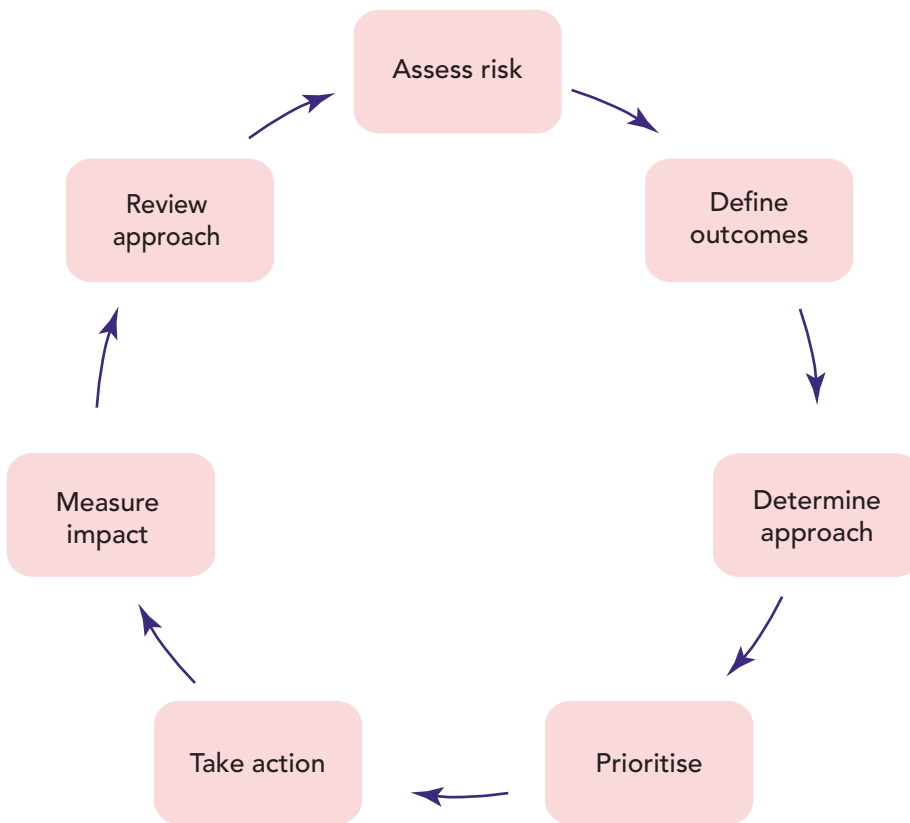 Assess risk
Define
outcomes
Determine
approach
Prioritise
Take action
Measure
impact
Review
approach